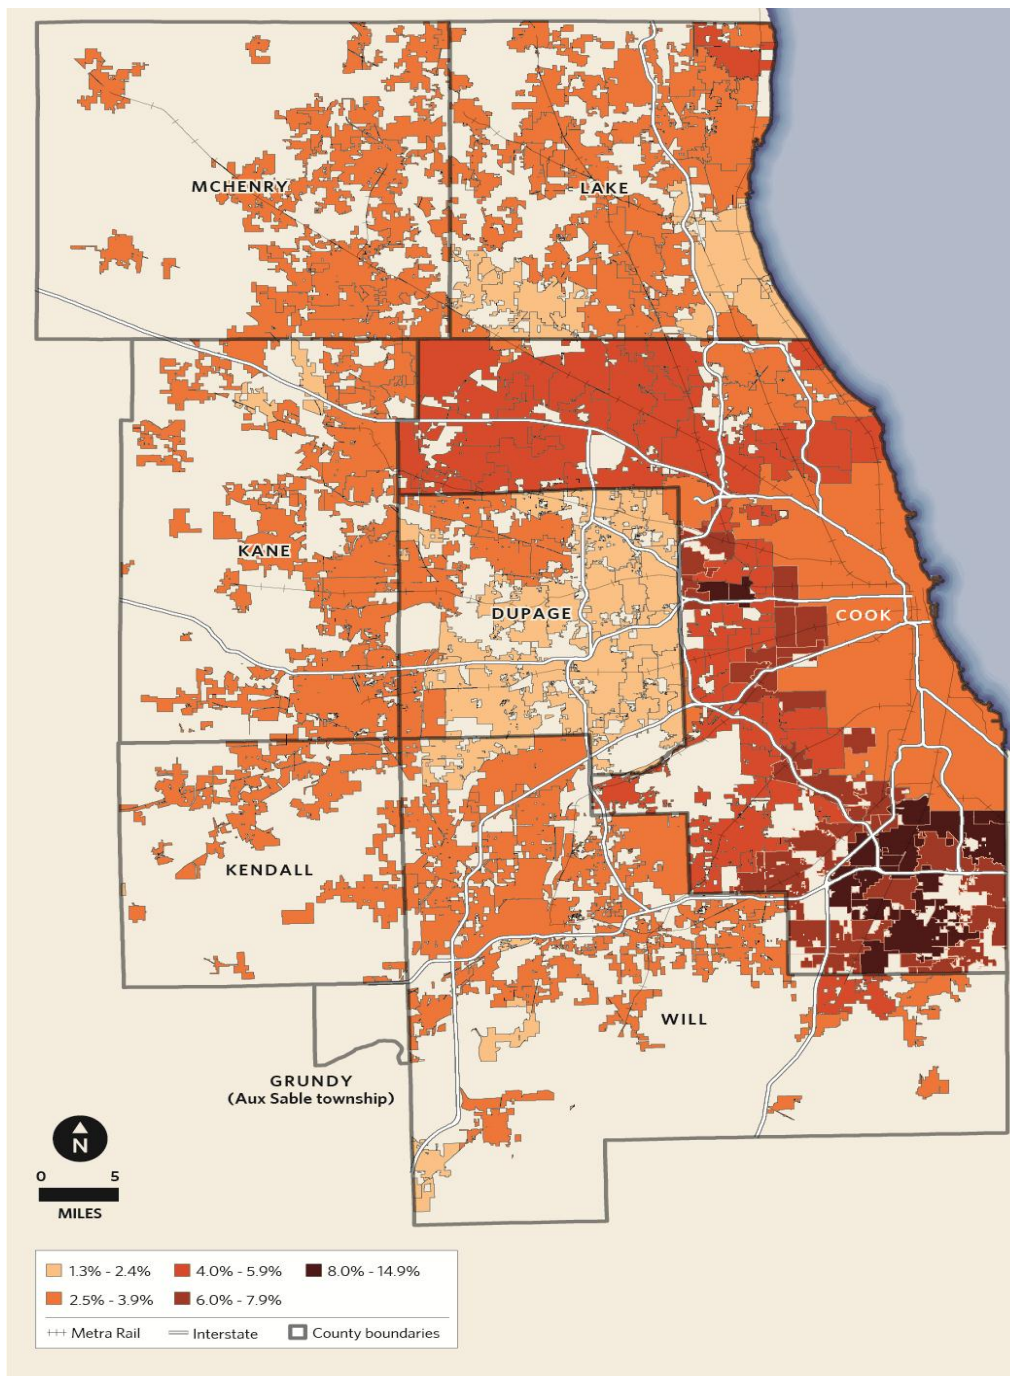 MCHENRY
LAKE
KANE
DUPAGE
COOK
KENDALL
WILL
GRUNDY
(Aux Sable township)
N
0 5
MILES
1.3% - 2.4% 4.0% - 5.9% 8.0% - 14.9%
2.5% - 3.9% 6.0% - 7.9%
Metra Rail Interstate County boundaries